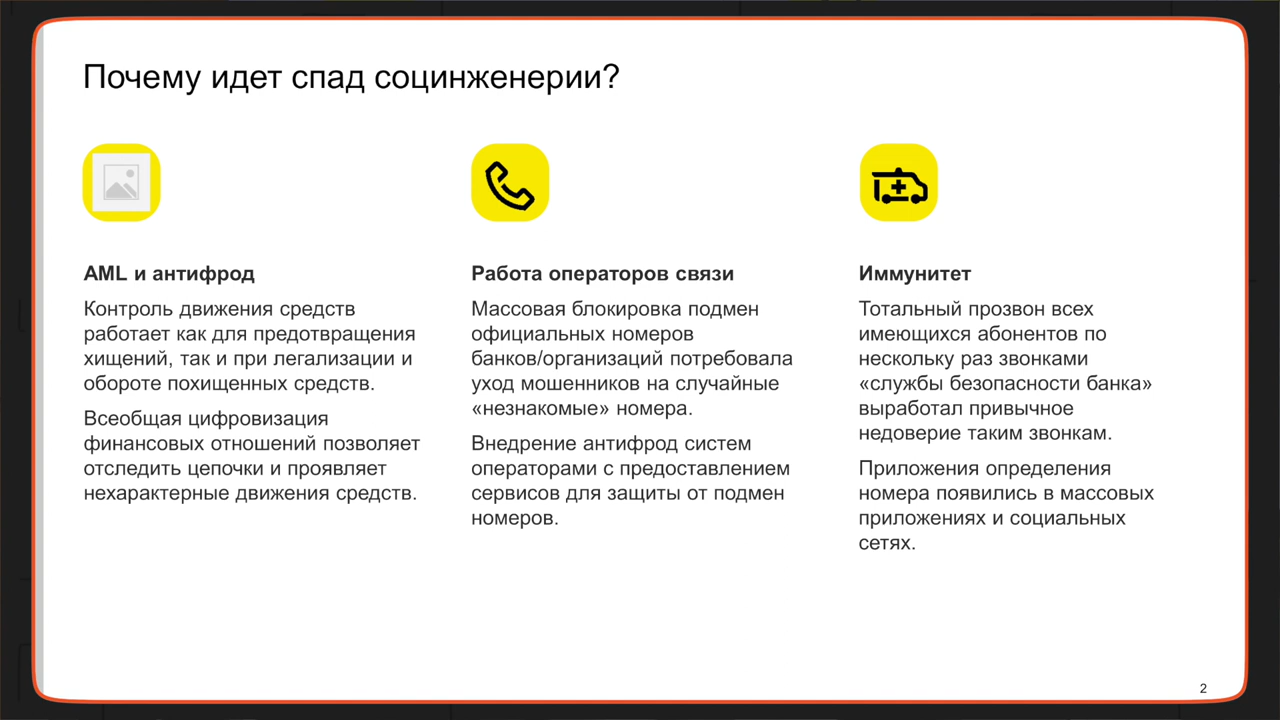 Почему идет спад социнженерии?
AML и антифрод
Контроль движения средств
работает как для предотвращения
хищений, так и при легализации и
обороте похищенных средств.
Всеобщая цифровизация
финансовых отношений позволяет
отследить цепочки и проявляет
нехарактерные движения средств.
Работа операторов связи
Массовая блокировка подмен
официальных номеров
банков/организаций потребовала
уход мошенников на случайные
«незнакомые» номера.
Внедрение антифрод систем
операторами с предоставлением
сервисов для защиты от подмен
номеров.
Иммунитет
Тотальный прозвон всех
имеющихся абонентов по
нескольку раз звонками
«службы безопасности банка»
выработал привычное
недоверие таким звонкам.
Приложения определения
номера появились в массовых
приложениях и социальных
сетях.
2